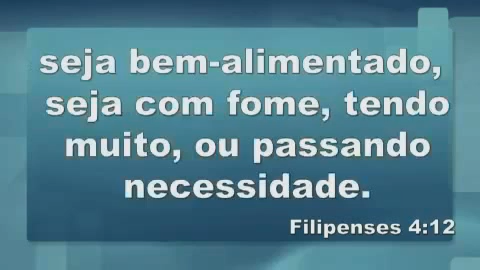 seja bem-alimentado,
seja com fome, tendo
muito, ou passando
necessidade.
Filipenses 4:12